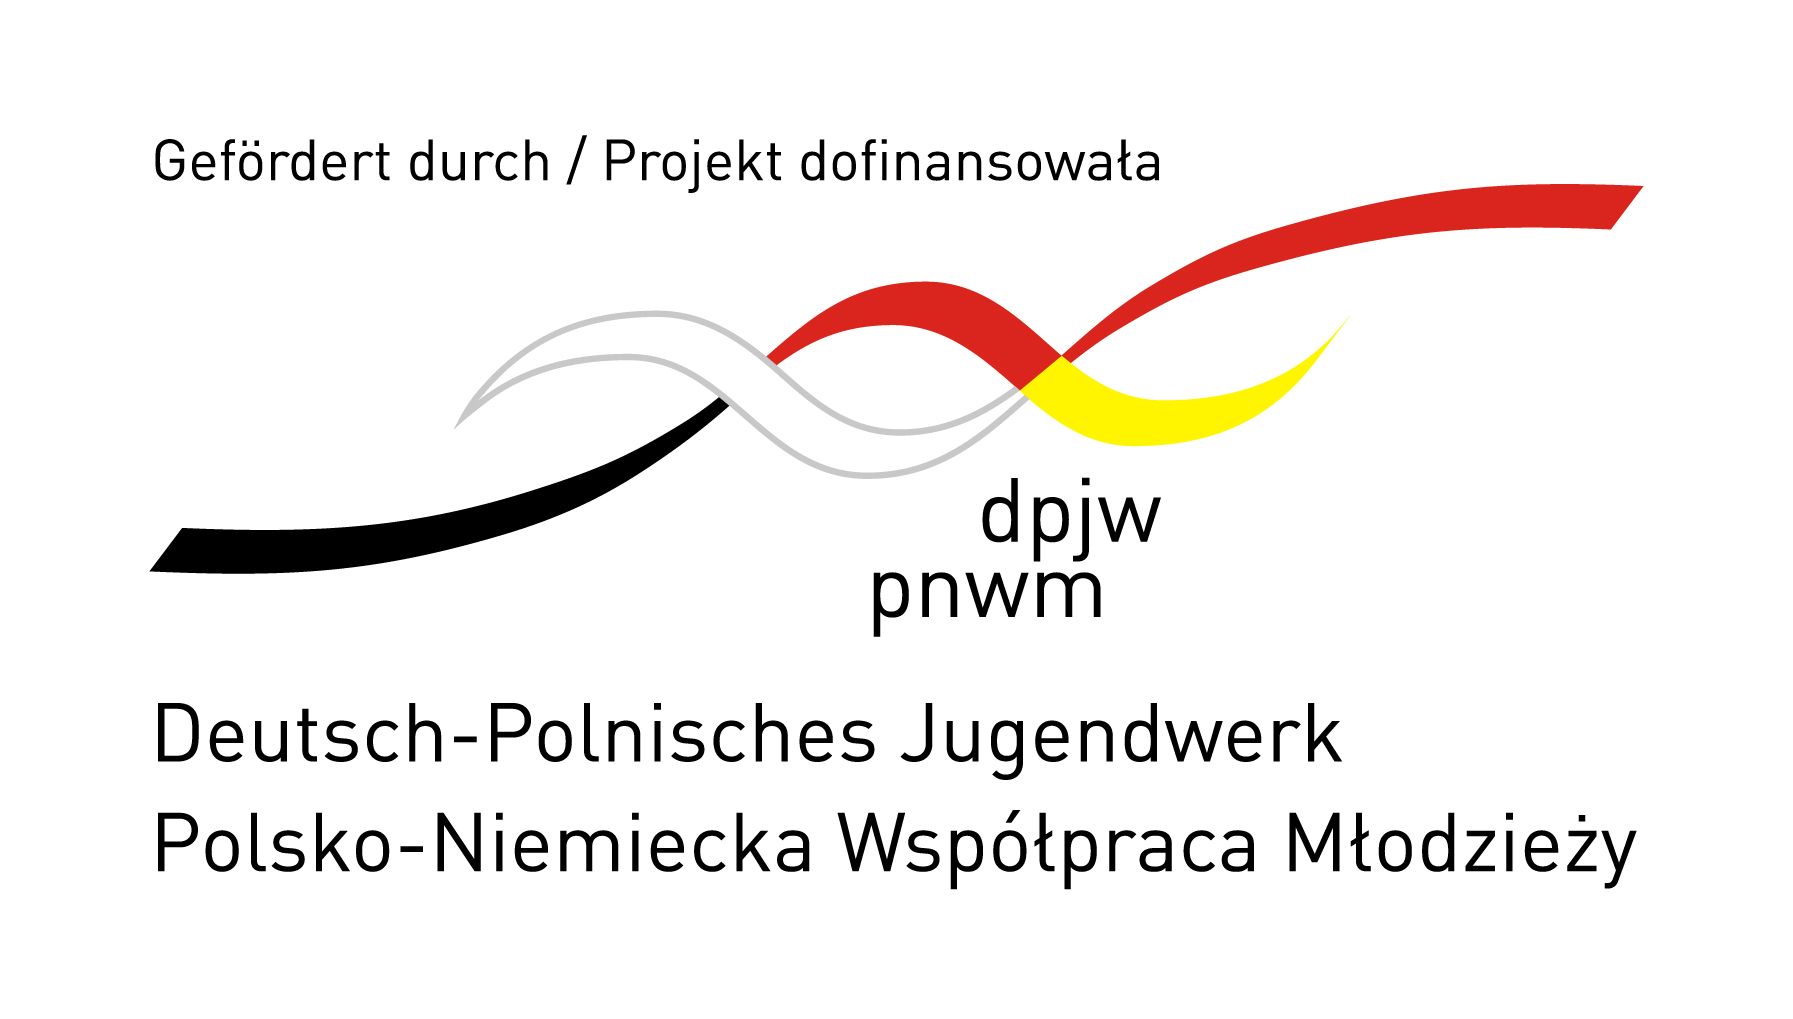 Gefördert durch / Projekt dofinansowała
dpjw
pnwm
Deutsch-Polnisches Jugendwerk
Polsko-Niemiecka Współpraca Młodzieży